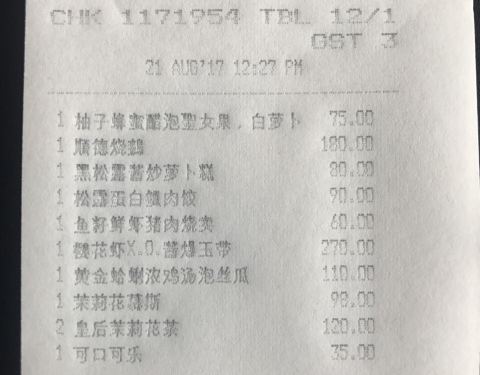 CHK 1171954 TBL 12/1
GST 3
21 AUG'17 12:27 PM
1 柚子蜂蜜醋泡聖女果，白萝卜 75.00
1 順德烧鹅 180.00
1 黑松露酱炒萝卜糕 80.00
1 松露蛋白蟹肉饺 90.00
1 鱼籽鲜虾猪肉烧卖 60.00
1 樱花虾X.O.酱爆玉带 270.00
1 黄金蛤蜊浓鸡汤泡丝瓜 110.00
1 茉莉花慕斯 98.00
2 皇后茉莉花茶 120.00
1 可口可乐 35.00